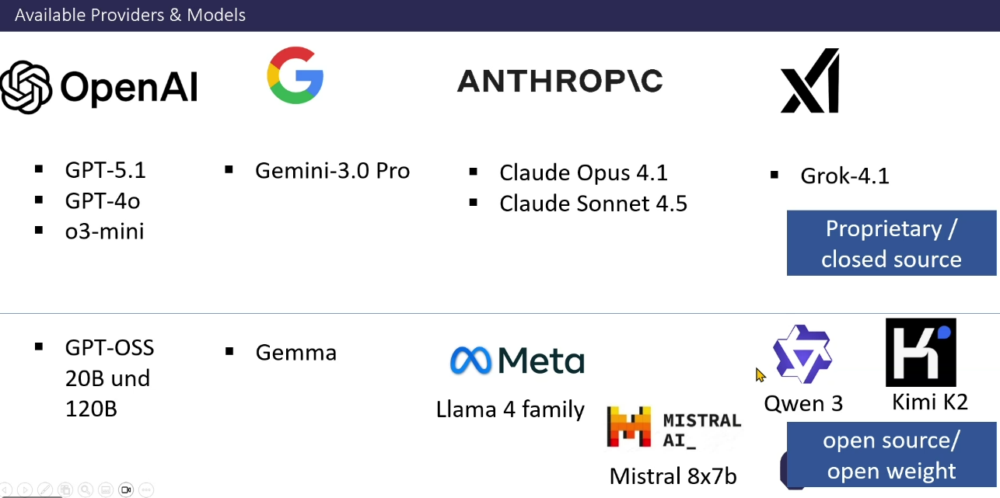 Available Providers & Models
OpenAI
ANTHROP\C
xI
GPT-5.1
GPT-4o
o3-mini
Gemini-3.0 Pro
Claude Opus 4.1
Claude Sonnet 4.5
Grok-4.1
Proprietary /
closed source
GPT-OSS
20B und
120B
Gemma
Meta
Llama 4 family
MISTRAL
AI_
Mistral 8x7b
Qwen 3
K
Kimi K2
open source/
open weight